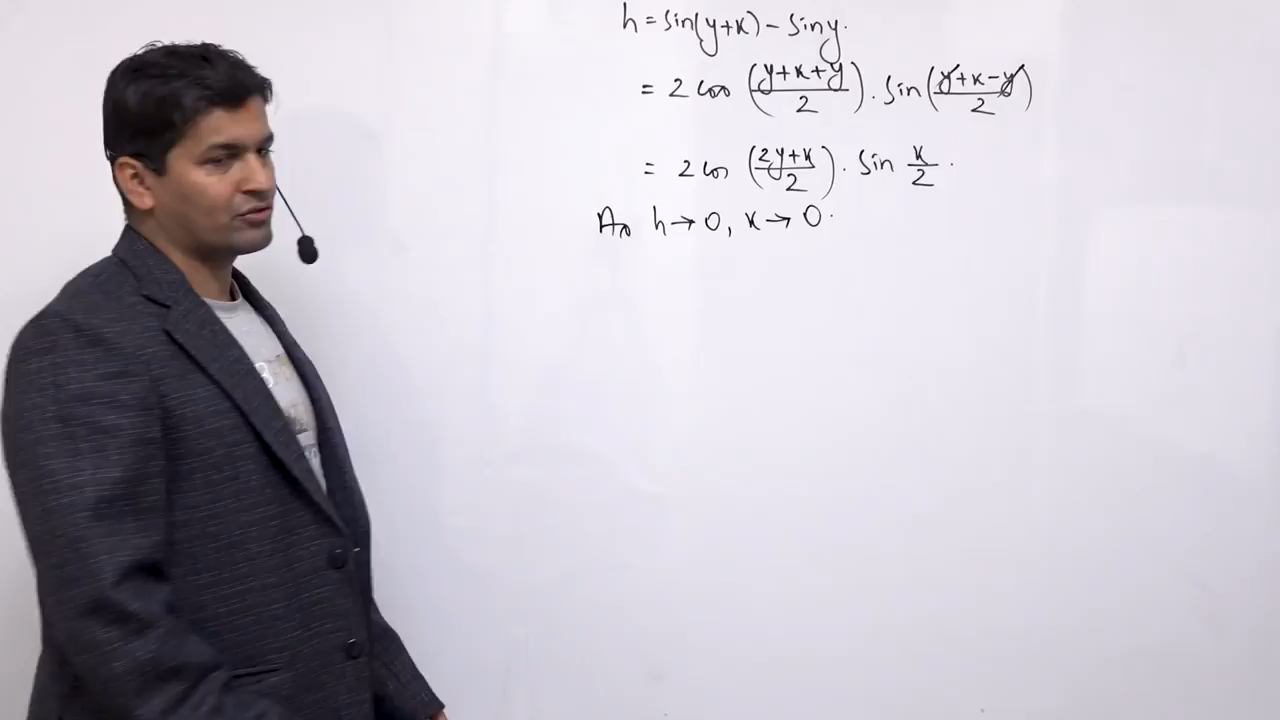 h = sin(y+k) - sin y.
= 2 cos (y+k+y/2) . sin (y+k-y/2)
= 2 cos (2y+k/2) . sin k/2 .
As h → 0, k → 0.